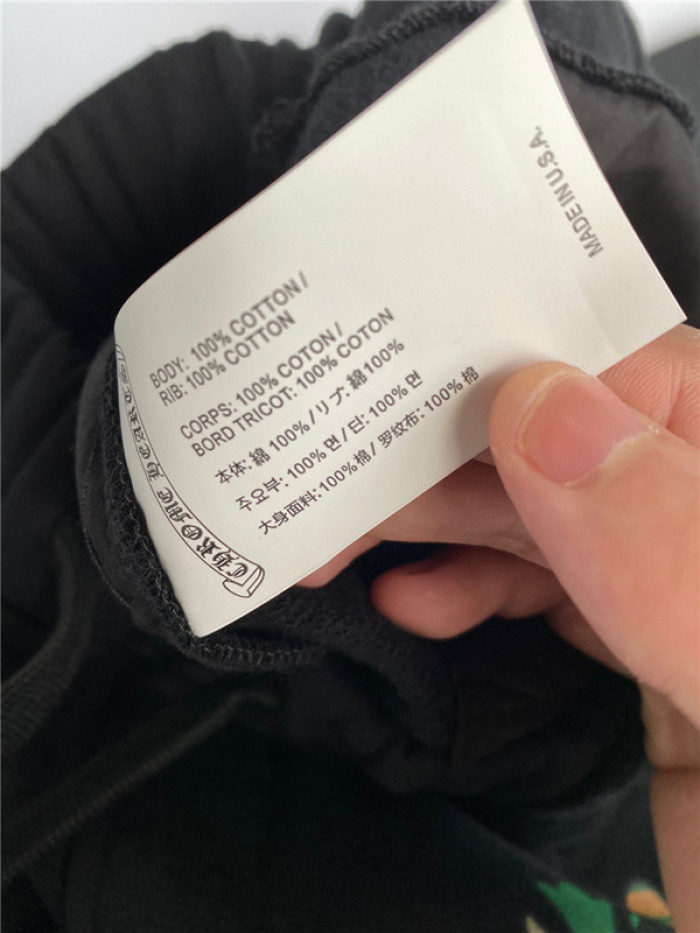 MADE IN U.S.A.
BODY: 100% COTTON /
RIB: 100% COTTON
CORPS: 100% COTON /
BORD TRICOT: 100% COTON
本体: 綿 100% / リブ: 綿 100%
주요부: 100% 면 / 단: 100% 면
大身面料: 100% 棉 / 罗纹布: 100% 棉
CHROME HEARTS